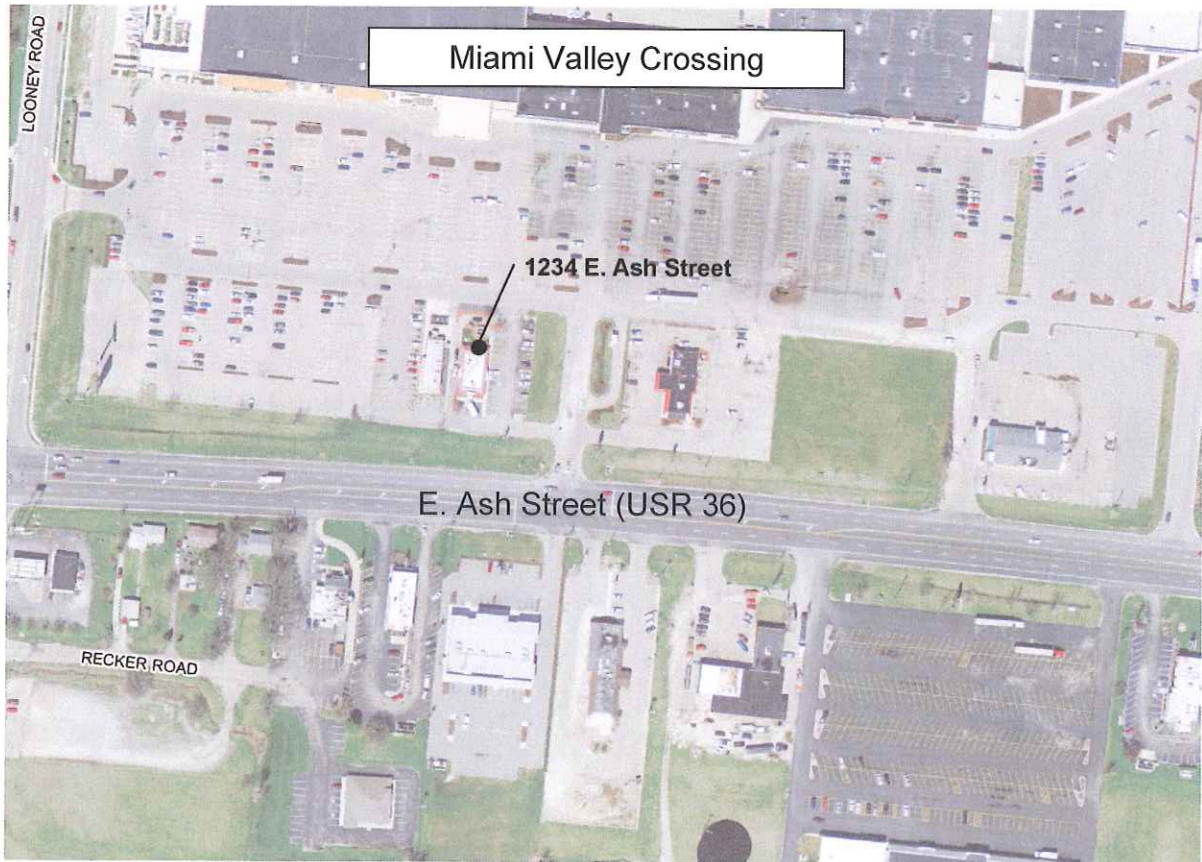 LOONEY ROAD
Miami Valley Crossing
1234 E. Ash Street
E. Ash Street (USR 36)
RECKER ROAD